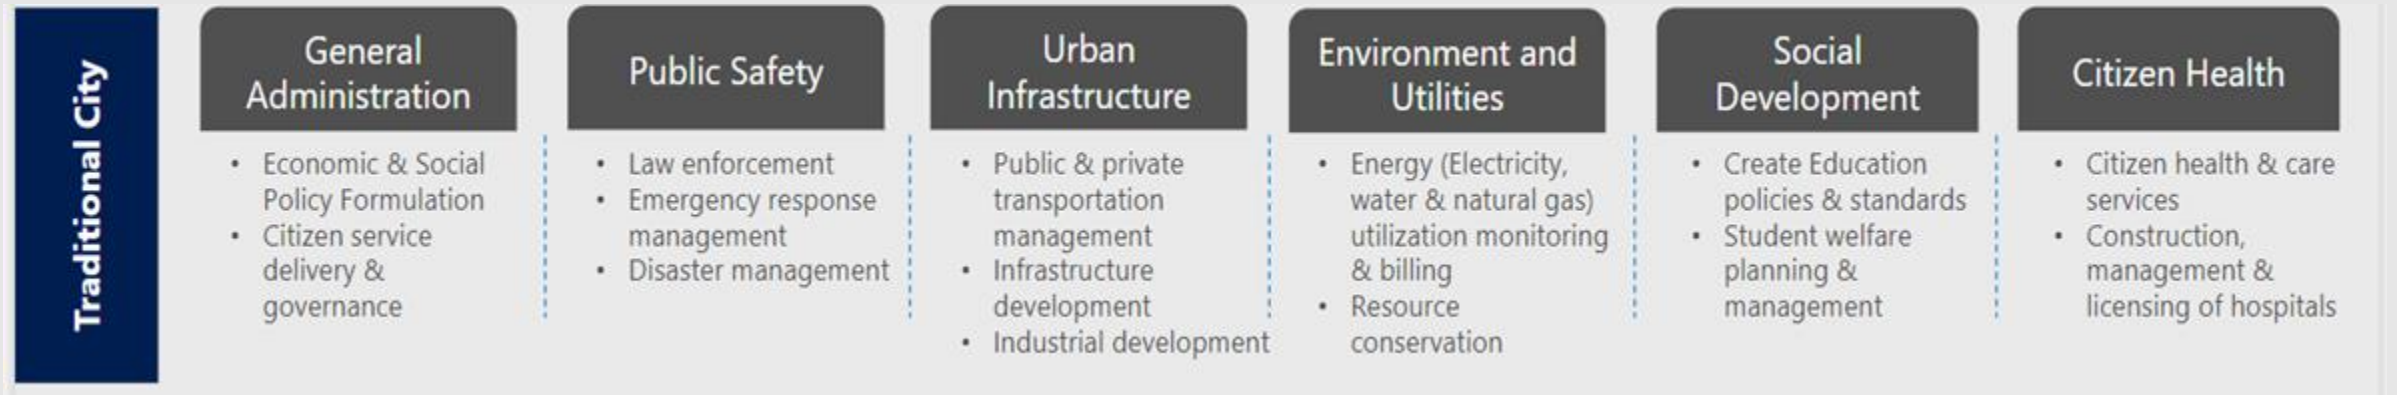 Traditional City
General
Administration
• Economic & Social
Policy Formulation
• Citizen service
delivery &
governance
Public Safety
• Law enforcement
• Emergency response
management
• Disaster management
Urban
Infrastructure
• Public & private
transportation
management
• Infrastructure
development
• Industrial development
Environment and
Utilities
• Energy (Electricity,
water & natural gas)
utilization monitoring
& billing
• Resource
conservation
Social
Development
• Create Education
policies & standards
• Student welfare
planning &
management
Citizen Health
• Citizen health & care
services
• Construction,
management &
licensing of hospitals